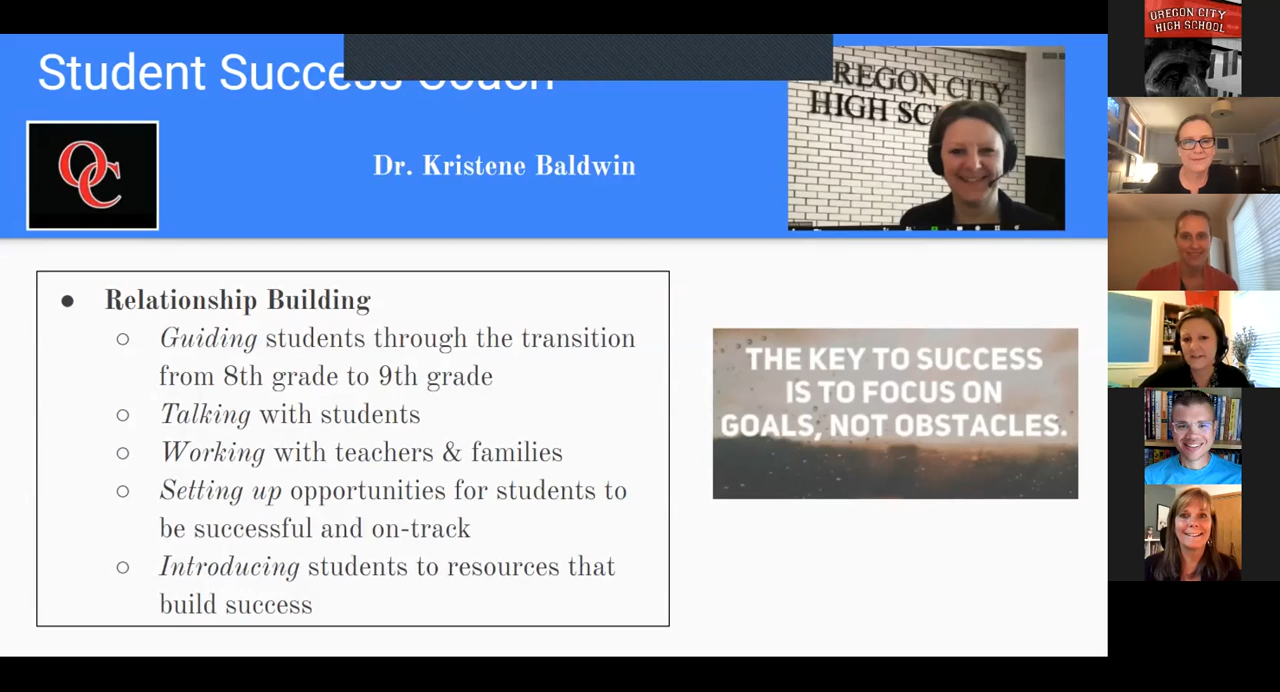 Student Success Coach
OREGON CITY
HIGH
OC
Dr. Kristene Baldwin
● Relationship Building
○ Guiding students through the transition
from 8th grade to 9th grade
○ Talking with students
○ Working with teachers & families
○ Setting up opportunities for students to
be successful and on-track
○ Introducing students to resources that
build success
THE KEY TO SUCCESS
IS TO FOCUS ON
GOALS, NOT OBSTACLES.
OREGON CITY
HIGH SCHOOL